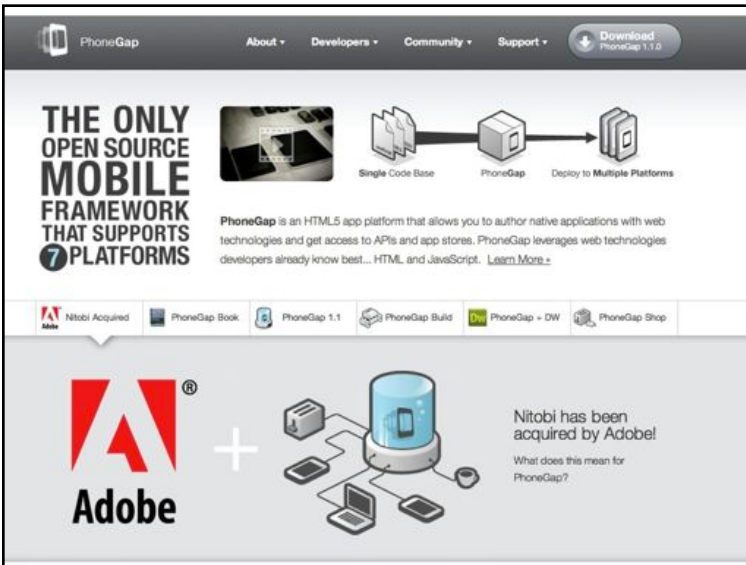 PhoneGap
About ▾
Developers ▾
Community ▾
Support ▾
Download
PhoneGap 1.1.0
THE ONLY
OPEN SOURCE
MOBILE
FRAMEWORK
THAT SUPPORTS
7 PLATFORMS
Single Code Base
PhoneGap
Deploy to Multiple Platforms
PhoneGap is an HTML5 app platform that allows you to author native applications with web
technologies and get access to APIs and app stores. PhoneGap leverages web technologies
developers already know best... HTML and JavaScript. Learn More »
Adobe
Nitobi Acquired
PhoneGap Book
PhoneGap 1.1
PhoneGap Build
Dw
PhoneGap + DW
PhoneGap Shop
®
Adobe
+
Nitobi has been
acquired by Adobe!
What does this mean for
PhoneGap?